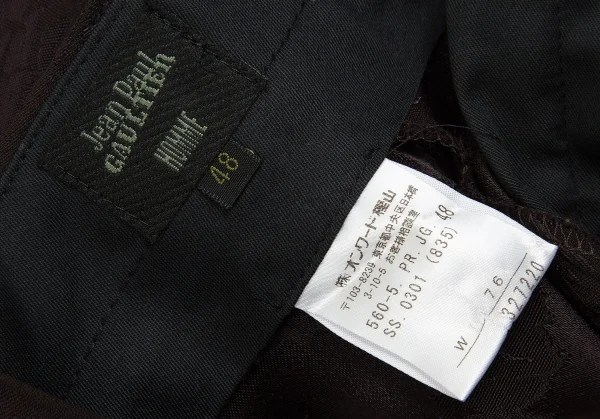 Jean Paul
GAULTIER
HOMME
48
㈱オンワード樫山
〒103-8239 東京都中央区日本橋
3-10-5 お客様相談室
560-5. PR. JG. 48
SS. 0301 (835)
W 76
327220